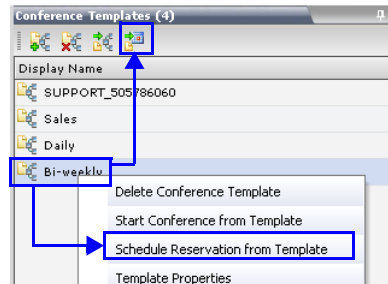 Conference Templates (4)
Display Name
SUPPORT_505786060
Sales
Daily
Bi-weekly
Delete Conference Template
Start Conference from Template
Schedule Reservation from Template
Template Properties